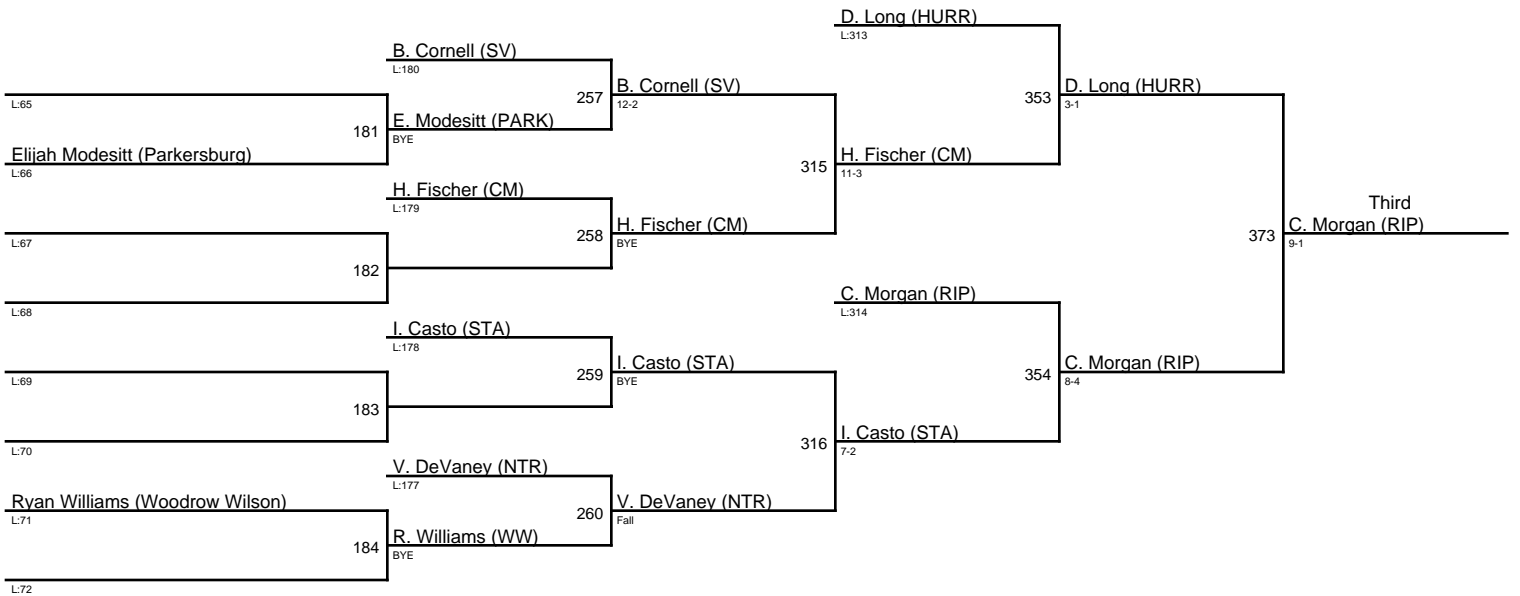 D. Long (HURR)
L:313
B. Cornell (SV)
L:180
257
B. Cornell (SV)
12-2
353
D. Long (HURR)
3-1
L:65
181
E. Modesitt (PARK)
BYE
Elijah Modesitt (Parkersburg)
L:66
315
H. Fischer (CM)
11-3
H. Fischer (CM)
L:179
Third
258
H. Fischer (CM)
BYE
373
C. Morgan (RIP)
9-1
L:67
182
L:68
C. Morgan (RIP)
L:314
I. Casto (STA)
L:178
259
I. Casto (STA)
BYE
354
C. Morgan (RIP)
8-4
L:69
183
L:70
316
I. Casto (STA)
7-2
V. DeVaney (NTR)
L:177
Ryan Williams (Woodrow Wilson)
L:71
260
V. DeVaney (NTR)
Fall
184
R. Williams (WW)
BYE
L:72